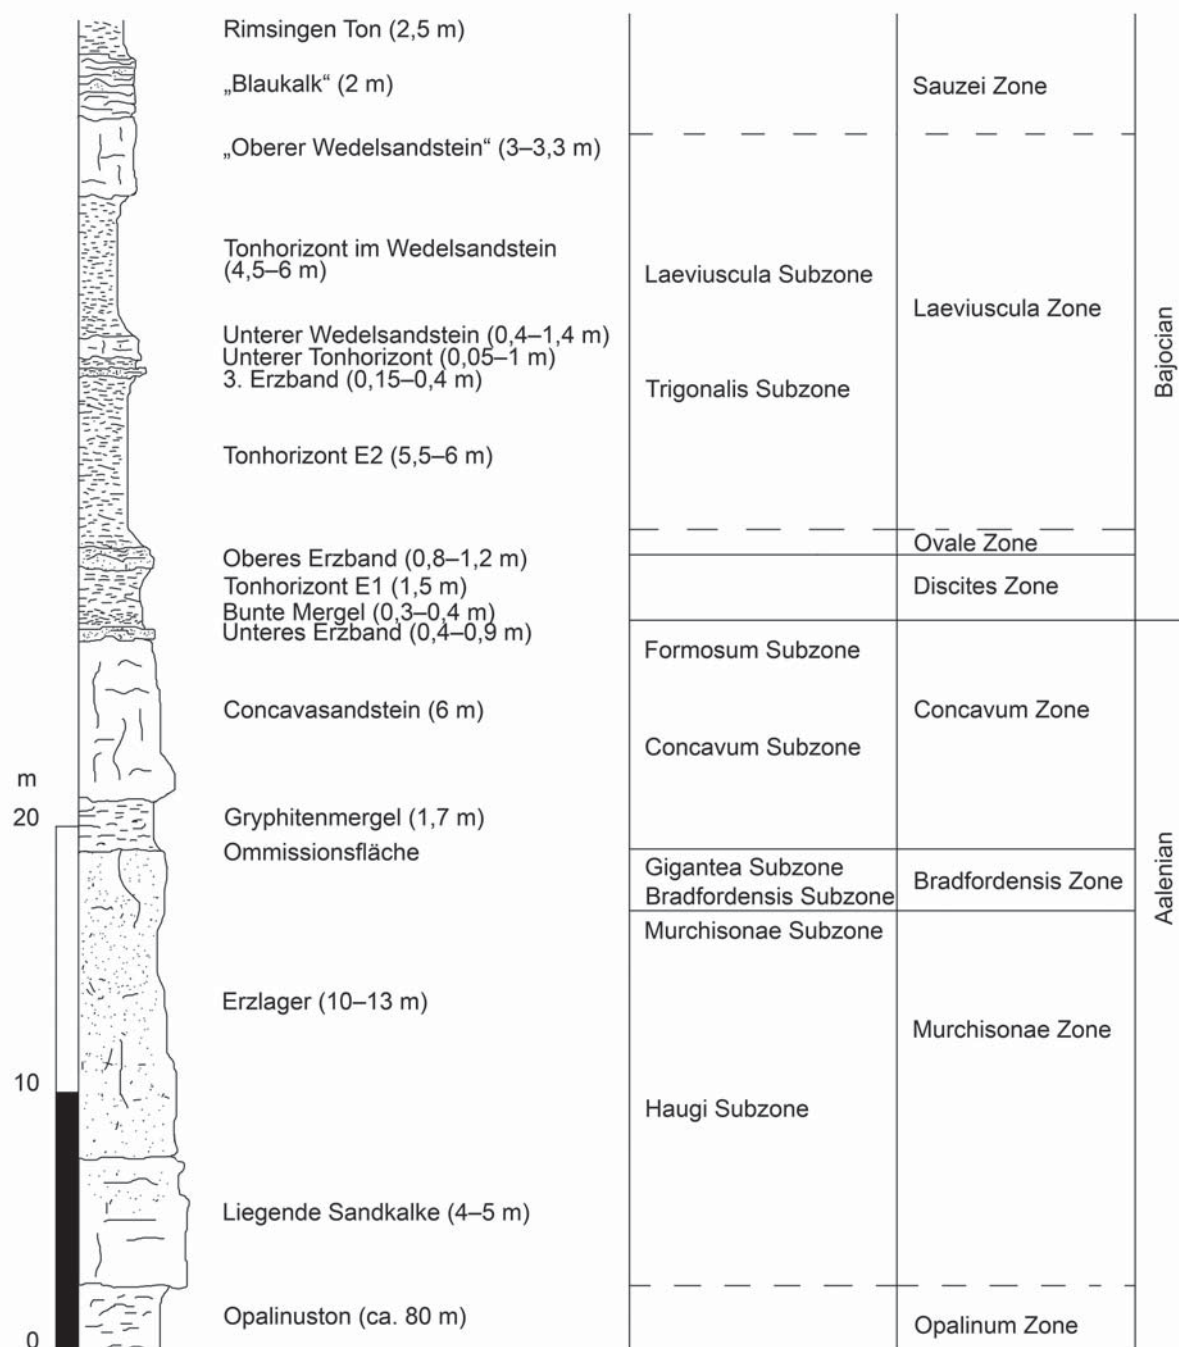 Rimsingen Ton (2,5 m)
„Blaukalk“ (2 m)
„Oberer Wedelsandstein“ (3–3,3 m)
Tonhorizont im Wedelsandstein
(4,5–6 m)
Unterer Wedelsandstein (0,4–1,4 m)
Unterer Tonhorizont (0,05–1 m)
3. Erzband (0,15–0,4 m)
Tonhorizont E2 (5,5–6 m)
Oberes Erzband (0,8–1,2 m)
Tonhorizont E1 (1,5 m)
Bunte Mergel (0,3–0,4 m)
Unteres Erzband (0,4–0,9 m)
Concavasandstein (6 m)
Gryphitenmergel (1,7 m)
Ommissionsfläche
Erzlager (10–13 m)
Liegende Sandkalke (4–5 m)
Opalinuston (ca. 80 m)
m
20
10
0
Laeviuscula Subzone
Trigonalis Subzone
Formosum Subzone
Concavum Subzone
Gigantea Subzone
Bradfordensis Subzone
Murchisonae Subzone
Haugi Subzone
Sauzei Zone
Laeviuscula Zone
Ovale Zone
Discites Zone
Concavum Zone
Bradfordensis Zone
Murchisonae Zone
Opalinum Zone
Bajocian
Aalenian